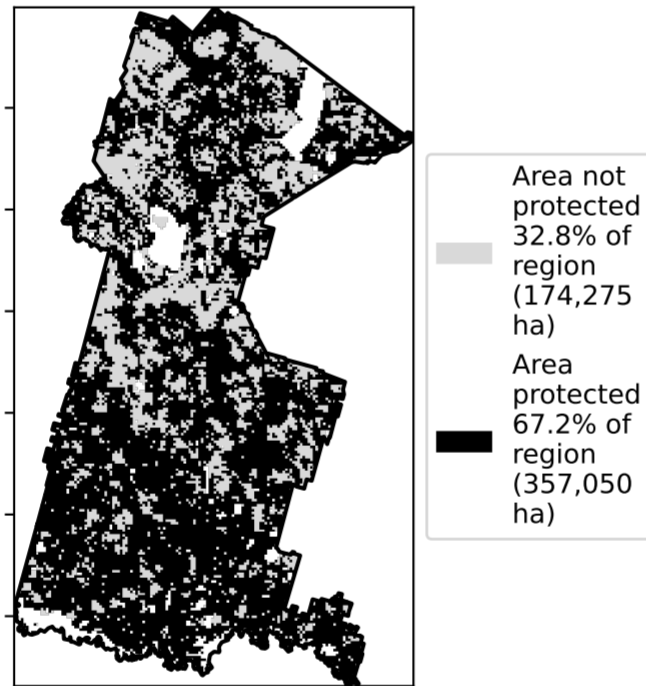 Area not
protected
32.8% of
region
(174,275
ha)
Area
protected
67.2% of
region
(357,050
ha)